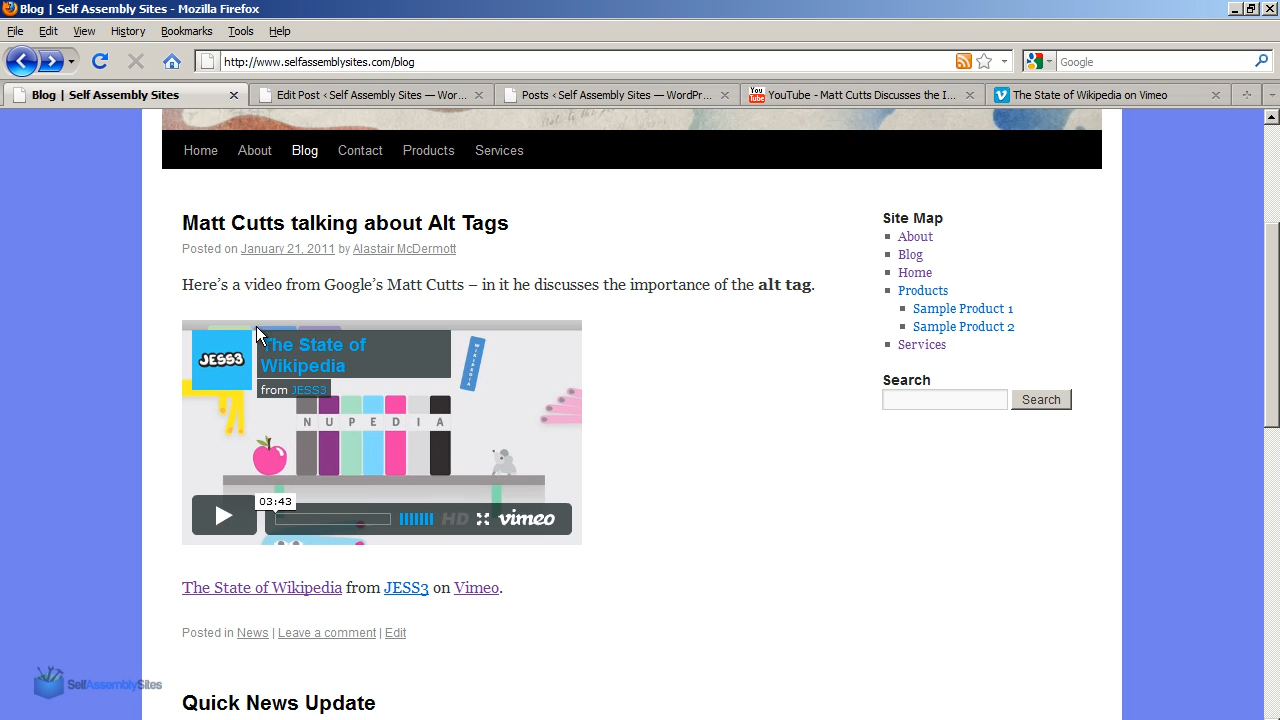 Blog | Self Assembly Sites - Mozilla Firefox
File Edit View History Bookmarks Tools Help
http://www.selfassemblysites.com/blog
Google
Blog | Self Assembly Sites
Edit Post ‹ Self Assembly Sites — Wor...
Posts ‹ Self Assembly Sites — WordPr...
You Tube
YouTube - Matt Cutts Discusses the I...
The State of Wikipedia on Vimeo
Home About Blog Contact Products Services
Matt Cutts talking about Alt Tags
Posted on January 21, 2011 by Alastair McDermott
Here's a video from Google's Matt Cutts – in it he discusses the importance of the alt tag.
JESS3
The State of
Wikipedia
from JESS3
WIKIPEDIA
NUPEDIA
03:43
HD vimeo
The State of Wikipedia from JESS3 on Vimeo.
Posted in News | Leave a comment | Edit
Quick News Update
Site Map
About
Blog
Home
Products
Sample Product 1
Sample Product 2
Services
Search
Search
SelfAssemblySites